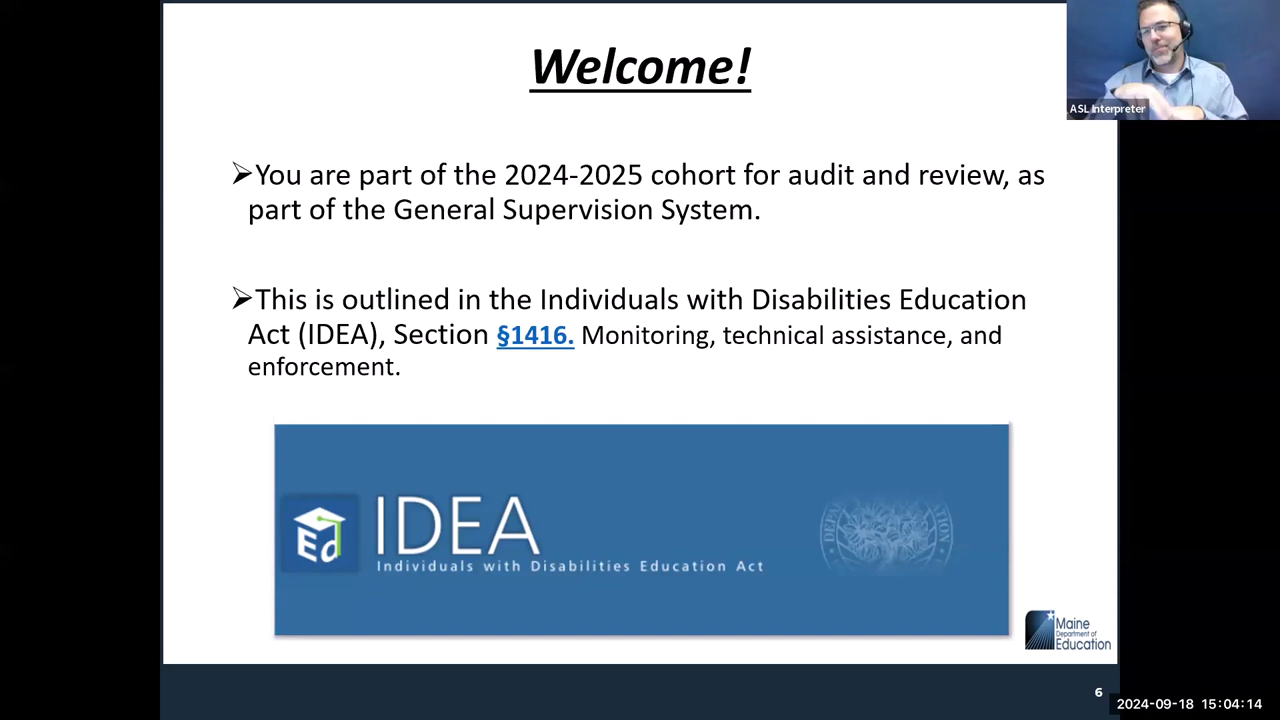 Welcome!
ASL Interpreter
➢You are part of the 2024-2025 cohort for audit and review, as
part of the General Supervision System.
➢This is outlined in the Individuals with Disabilities Education
Act (IDEA), Section §1416. Monitoring, technical assistance, and
enforcement.
Ed
IDEA
Individuals with Disabilities Education Act
Maine
Department of
Education
6
2024-09-18 15:04:14